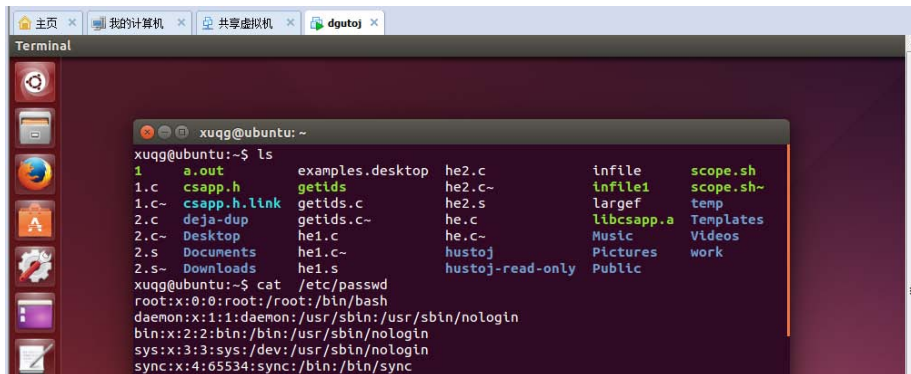 主页 × 我的计算机 × 共享虚拟机 × dgutoj ×
Terminal
xuqg@ubuntu: ~
xuqg@ubuntu:~$ ls
1 a.out examples.desktop he2.c infile scope.sh
1.c csapp.h getids he2.c~ infile1 scope.sh~
1.c~ csapp.h.link getids.c he2.s largef temp
2.c deja-dup getids.c~ he.c libcsapp.a Templates
2.c~ Desktop he1.c he.c~ Music Videos
2.s Documents he1.c~ hustoj Pictures work
2.s~ Downloads he1.s hustoj-read-only Public
xuqg@ubuntu:~$ cat  /etc/passwd
root:x:0:0:root:/root:/bin/bash
daemon:x:1:1:daemon:/usr/sbin:/usr/sbin/nologin
bin:x:2:2:bin:/bin:/usr/sbin/nologin
sys:x:3:3:sys:/dev:/usr/sbin/nologin
sync:x:4:65534:sync:/bin:/bin/sync